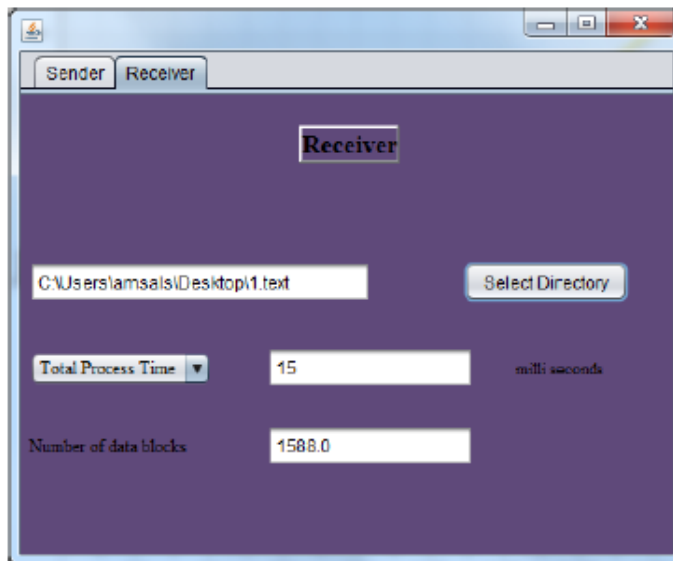 Sender Receiver
Receiver
C:\Users\amsals\Desktop\1.text Select Directory
Total Process Time 15 milli seconds
Number of data blocks 1588.0